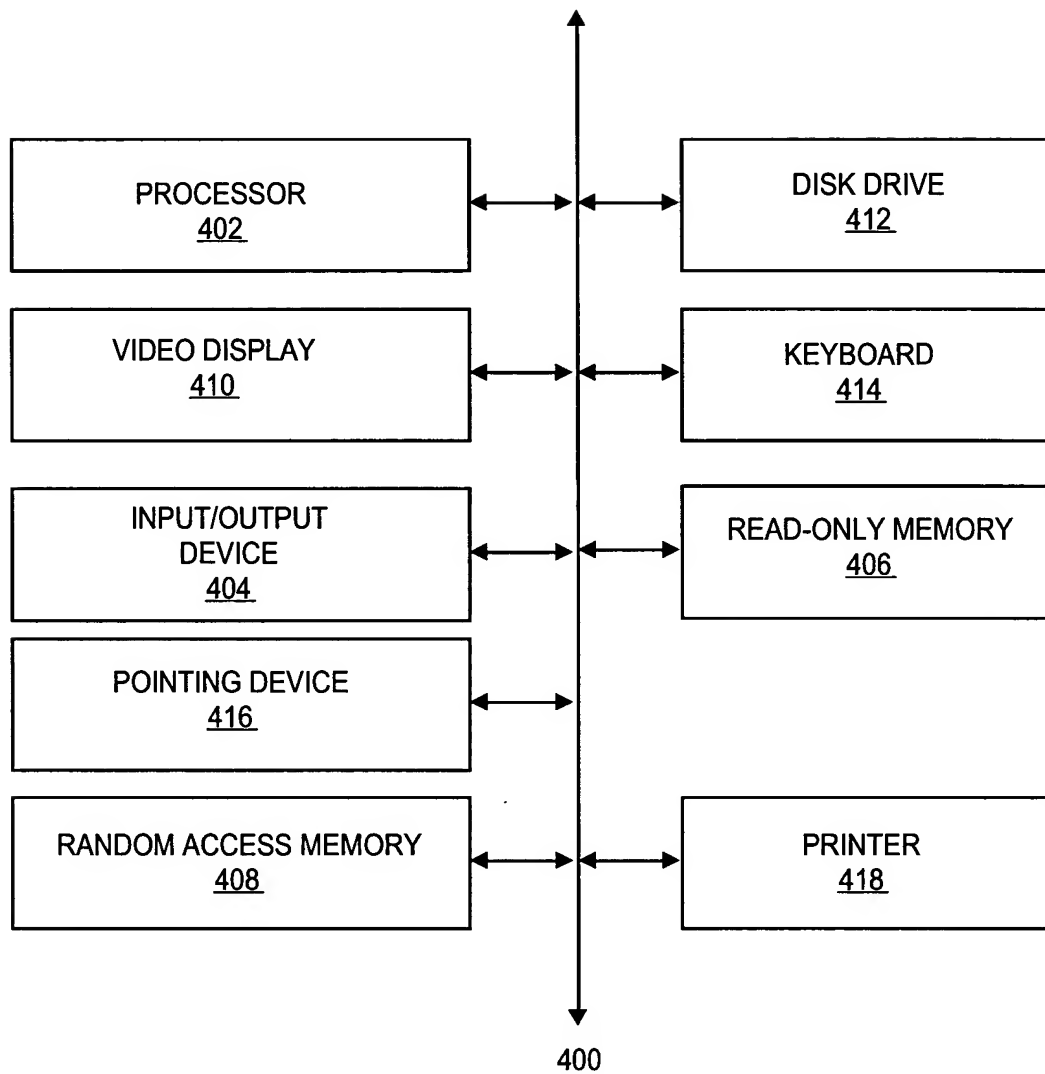 PROCESSOR
402
DISK DRIVE
412
VIDEO DISPLAY
410
KEYBOARD
414
INPUT/OUTPUT
DEVICE
404
READ-ONLY MEMORY
406
POINTING DEVICE
416
RANDOM ACCESS MEMORY
408
PRINTER
418
400